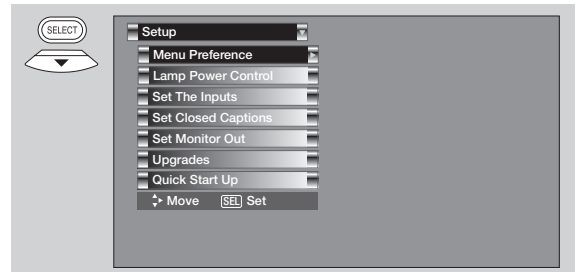 SELECT
Setup
Menu Preference
Lamp Power Control
Set The Inputs
Set Closed Captions
Set Monitor Out
Upgrades
Quick Start Up
Move SEL Set